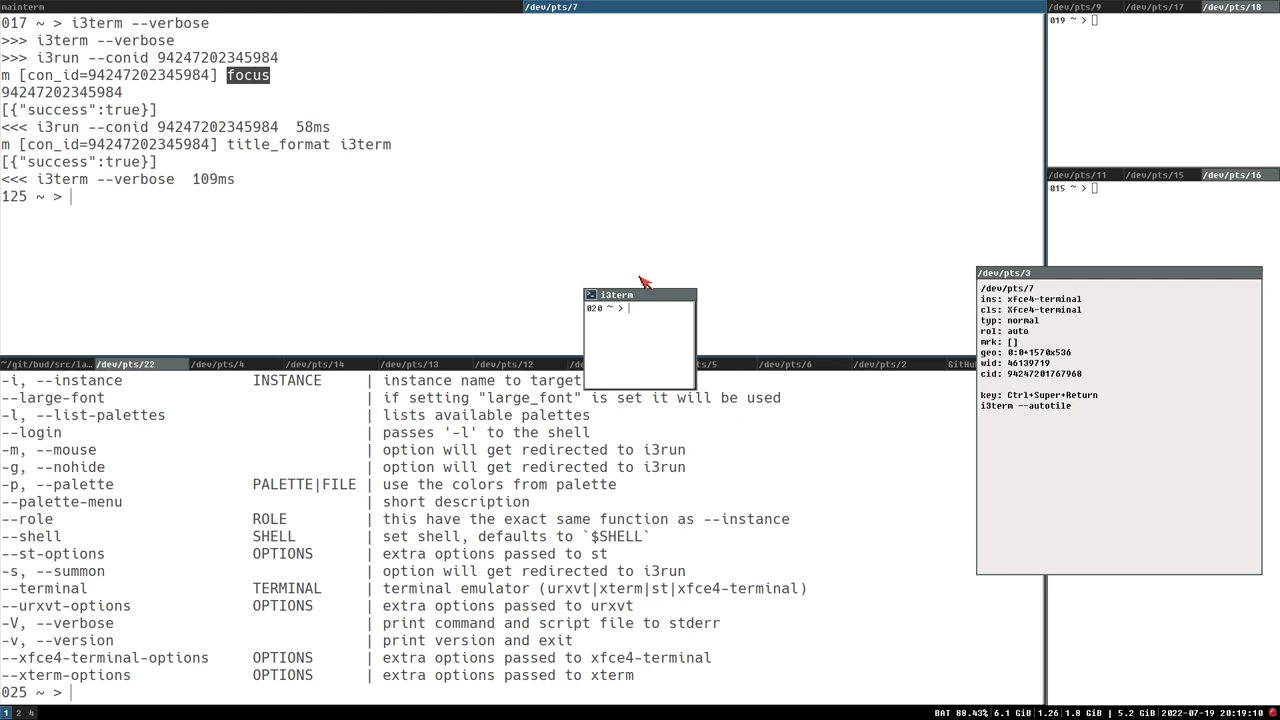 mainterm
/dev/pts/7
017 ~ > i3term --verbose
>>> i3term --verbose
>>> i3run --conid 94247202345984
m [con_id=94247202345984] focus
94247202345984
[{"success":true}]
<<< i3run --conid 94247202345984  58ms
m [con_id=94247202345984] title_format i3term
[{"success":true}]
<<< i3term --verbose  109ms
125 ~ >
/dev/pts/9 /dev/pts/17 /dev/pts/18
019 ~ >
/dev/pts/11 /dev/pts/15 /dev/pts/16
015 ~ >
i3term
020 ~ >
/dev/pts/3
/dev/pts/7
ins: xfce4-terminal
cls: Xfce4-terminal
typ: normal
rol: auto
mrk: []
geo: 0:0+1570x536
wid: 46139719
cid: 94247201767968
key: Ctrl+Super+Return
i3term --autotile
~/git/bud/src/la... /dev/pts/22 /dev/pts/4 /dev/pts/14 /dev/pts/13 /dev/pts/12 /d s/5 /dev/pts/6 /dev/pts/2 GitHu
-i, --instance INSTANCE | instance name to target
--large-font | if setting "large_font" is set it will be used
-l, --list-palettes | lists available palettes
--login | passes '-l' to the shell
-m, --mouse | option will get redirected to i3run
-g, --nohide | option will get redirected to i3run
-p, --palette PALETTE|FILE | use the colors from palette
--palette-menu | short description
--role ROLE | this have the exact same function as --instance
--shell SHELL | set shell, defaults to `$SHELL`
--st-options OPTIONS | extra options passed to st
-s, --summon | option will get redirected to i3run
--terminal TERMINAL | terminal emulator (urxvt|xterm|st|xfce4-terminal)
--urxvt-options OPTIONS | extra options passed to urxvt
-V, --verbose | print command and script file to stderr
-v, --version | print version and exit
--xfce4-terminal-options OPTIONS | extra options passed to xfce4-terminal
--xterm-options OPTIONS | extra options passed to xterm
025 ~ >
1 2 4
BAT 88.43% | 6.1 GiB | 1.26 | 1.8 GiB | 5.2 GiB | 2022-07-19 20:19:10